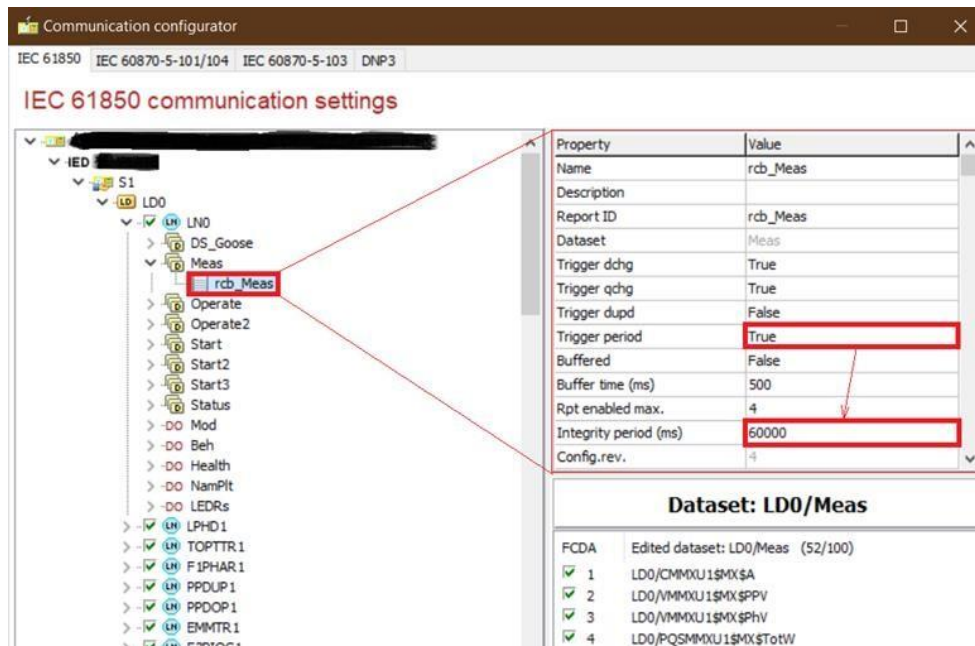 Communication configurator
IEC 61850 IEC 60870-5-101/104 IEC 60870-5-103 DNP3
IEC 61850 communication settings
IED
S1
LD LD0
LN LN0
D DS_Goose
D Meas
rcb_Meas
D Operate
D Operate2
D Start
D Start2
D Start3
D Status
DO Mod
DO Beh
DO Health
DO NamPlt
DO LEDRs
LN LPHD1
LN TOPTTR1
LN F1PHAR1
LN PPDUP1
LN PPDOP1
LN EMMTR1
Property Value
Name rcb_Meas
Description
Report ID rcb_Meas
Dataset Meas
Trigger dchg True
Trigger qchg True
Trigger dupd False
Trigger period True
Buffered False
Buffer time (ms) 500
Rpt enabled max. 4
Integrity period (ms) 60000
Config.rev. 4
Dataset: LD0/Meas
FCDA Edited dataset: LD0/Meas (52/100)
1 LD0/CMMXU1$MX$A
2 LD0/VMMXU1$MX$PPV
3 LD0/VMMXU1$MX$PhV
4 LD0/PQSMMXU1$MX$TotW